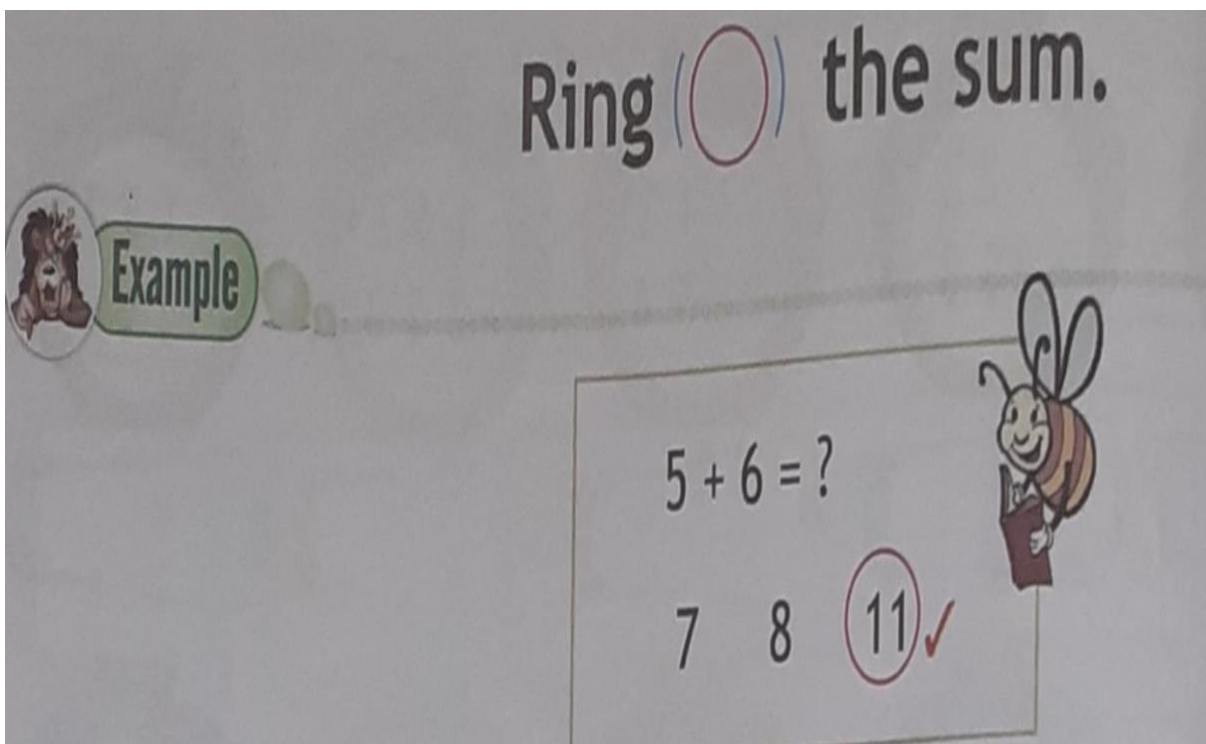 Ring (◯) the sum.
Example
5 + 6 = ?
7 8 11 ✓